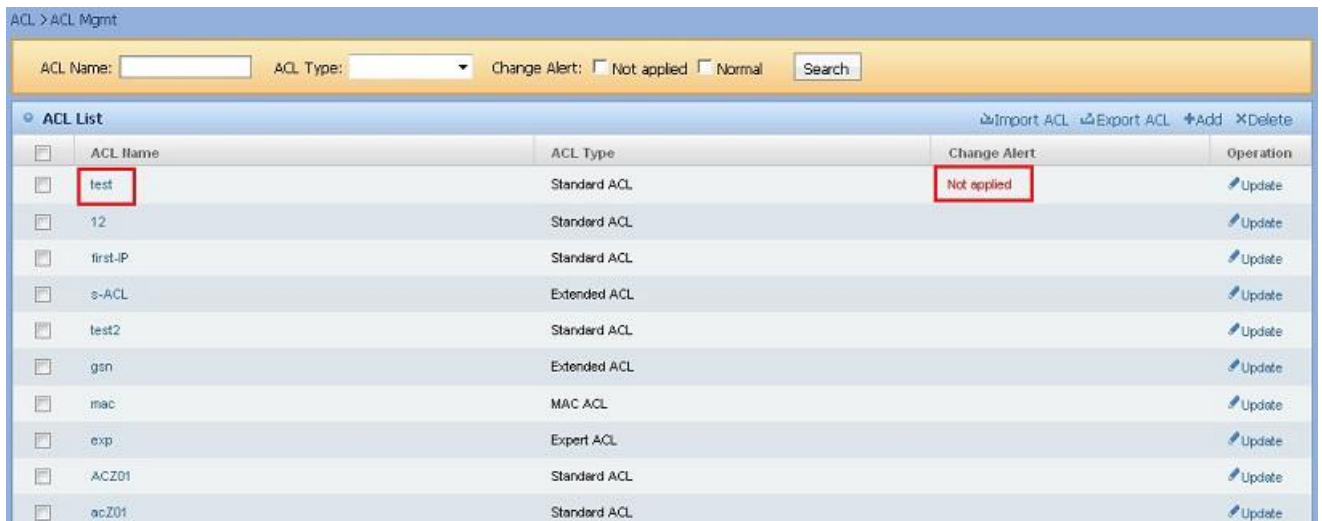 ACL > ACL Mgmt
ACL Name: ACL Type: Change Alert: Not applied Normal Search
ACL List Import ACL Export ACL Add Delete
ACL Name ACL Type Change Alert Operation
test Standard ACL Not applied Update
12 Standard ACL Update
first-IP Standard ACL Update
s-ACL Extended ACL Update
test2 Standard ACL Update
gsn Extended ACL Update
mac MAC ACL Update
exp Expert ACL Update
ACZ01 Standard ACL Update
acZ01 Standard ACL Update